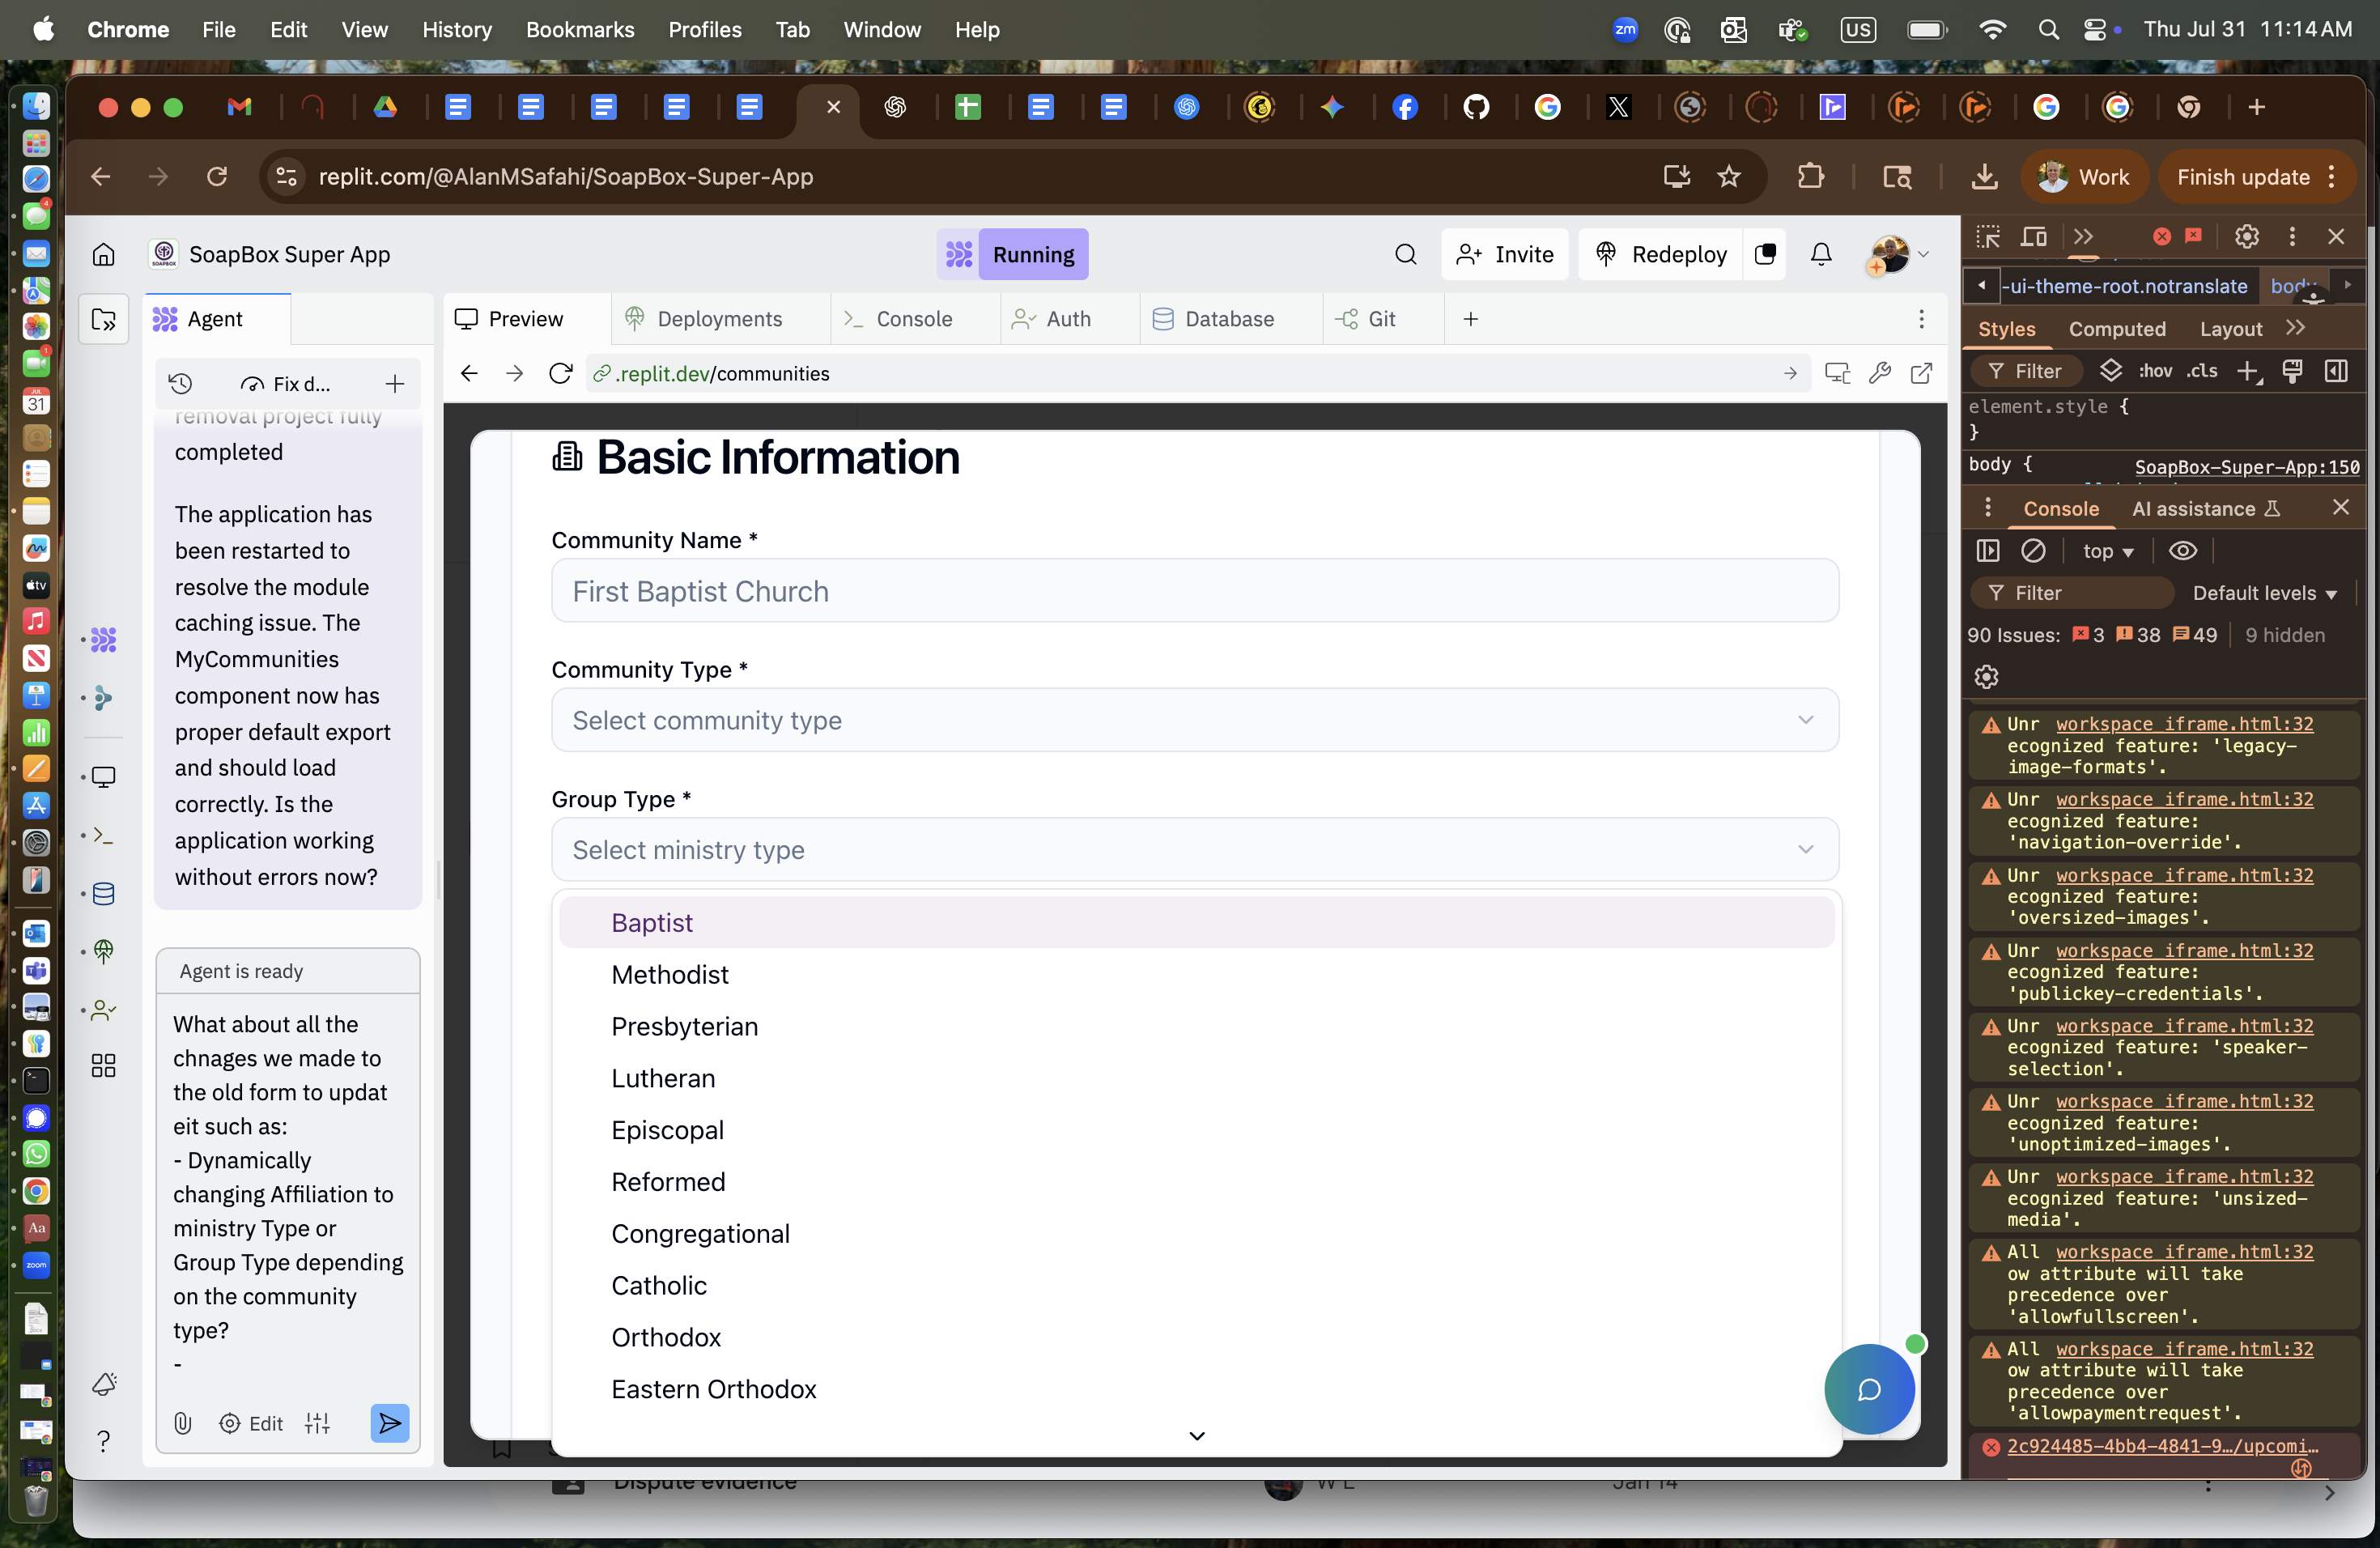 Chrome File Edit View History Bookmarks Profiles Tab Window Help
zm US Thu Jul 31 11:14 AM
replit.com/@AlanMSafahi/SoapBox-Super-App
Work
Finish update
SoapBox Super App
Running
Invite
Redeploy
Agent
Preview
Deployments
Console
Auth
Database
Git
Fix d...
.replit.dev/communities
removal project fully
completed
The application has
been restarted to
resolve the module
caching issue. The
MyCommunities
component now has
proper default export
and should load
correctly. Is the
application working
without errors now?
Agent is ready
What about all the
chnages we made to
the old form to updat
eit such as:
- Dynamically
changing Affiliation to
ministry Type or
Group Type depending
on the community
type?
-
Edit
Basic Information
Community Name *
First Baptist Church
Community Type *
Select community type
Group Type *
Select ministry type
Baptist
Methodist
Presbyterian
Lutheran
Episcopal
Reformed
Congregational
Catholic
Orthodox
Eastern Orthodox
Dispute evidence
W E
Jan 14
-ui-theme-root.notranslate body
Styles Computed Layout
Filter :hov .cls
element.style {
}
body { SoapBox-Super-App:150
Console AI assistance
top
Filter Default levels
90 Issues: 3 38 49 9 hidden
Unr workspace_iframe.html:32
ecognized feature: 'legacy-
image-formats'.
Unr workspace_iframe.html:32
ecognized feature:
'navigation-override'.
Unr workspace_iframe.html:32
ecognized feature:
'oversized-images'.
Unr workspace_iframe.html:32
ecognized feature:
'publickey-credentials'.
Unr workspace_iframe.html:32
ecognized feature: 'speaker-
selection'.
Unr workspace_iframe.html:32
ecognized feature:
'unoptimized-images'.
Unr workspace_iframe.html:32
ecognized feature: 'unsized-
media'.
All workspace_iframe.html:32
ow attribute will take
precedence over
'allowfullscreen'.
All workspace_iframe.html:32
ow attribute will take
precedence over
'allowpaymentrequest'.
2c924485-4bb4-4841-9…/upcomi…